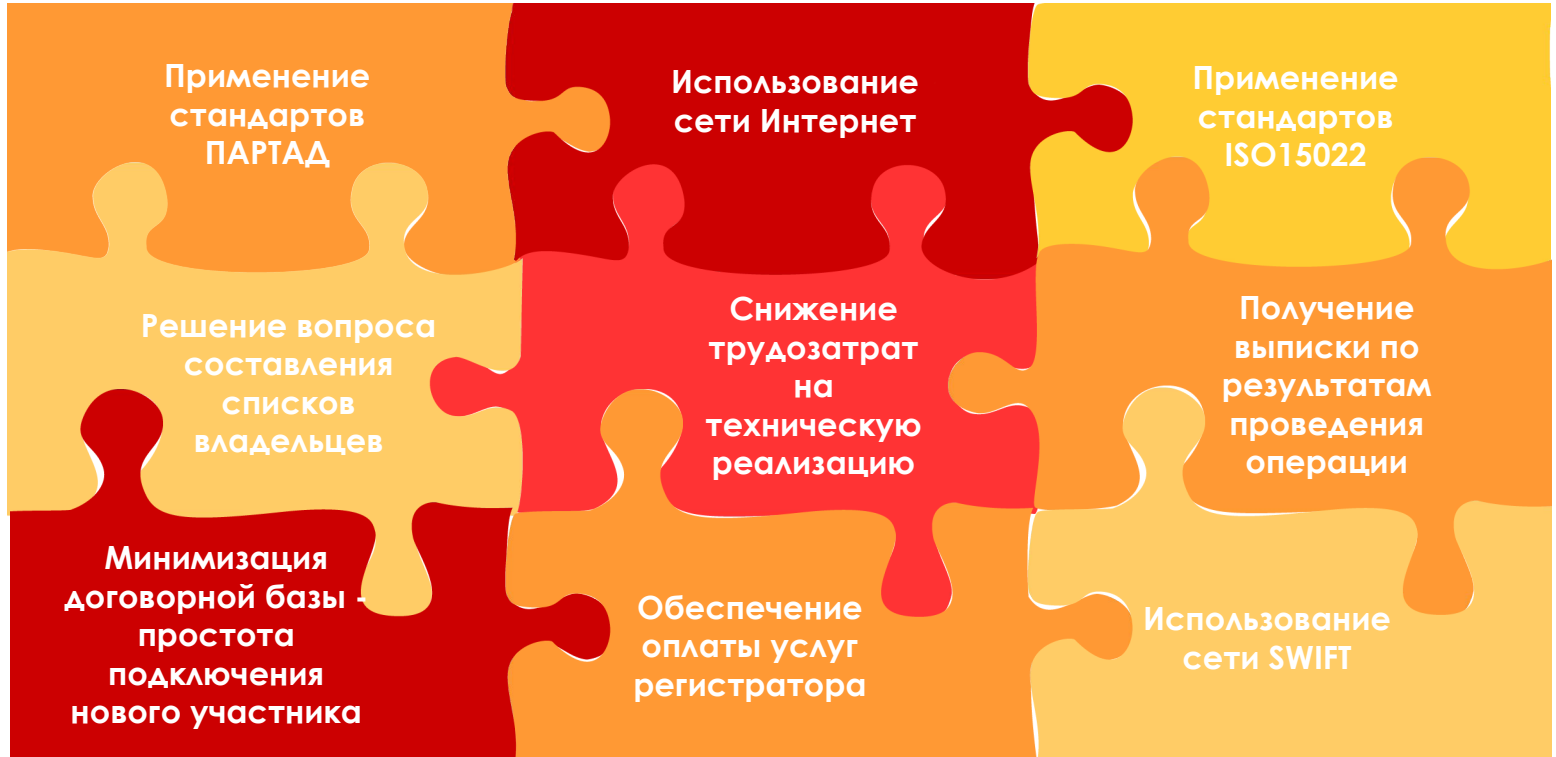 Применение
стандартов
ПАРТАД
Использование
сети Интернет
Применение
стандартов
ISO15022
Решение вопроса
составления
списков
владельцев
Снижение
трудозатрат
на
техническую
реализацию
Получение
выписки по
результатам
проведения
операции
Минимизация
договорной базы -
простота
подключения
нового участника
Обеспечение
оплаты услуг
регистратора
Использование
сети SWIFT